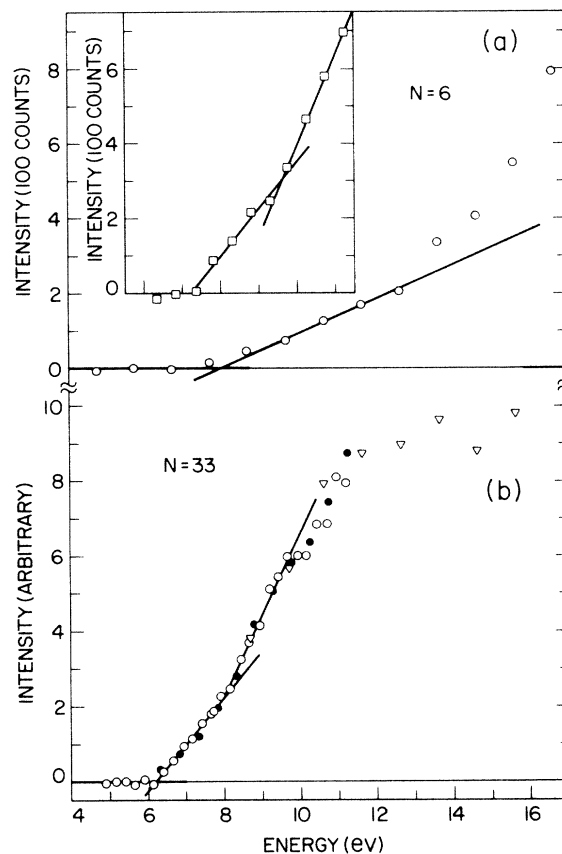 (a)
N=6
INTENSITY (100 COUNTS)
8
6
4
2
0
INTENSITY (100 COUNTS)
6
4
2
0
(b)
N=33
INTENSITY (ARBITRARY)
10
8
6
4
2
0
4 6 8 10 12 14 16
ENERGY (eV)